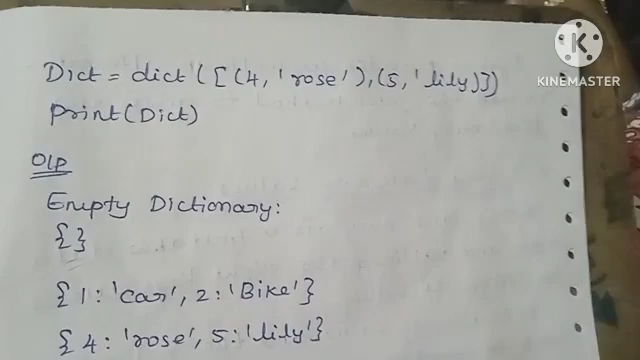 Dict = dict ([(4, 'rose'),(5, 'lily)])
Print(Dict)
O/P
Empty Dictionary:
{}
{1: 'car', 2: 'Bike'}
{4: 'rose', 5: 'lily'}
KINEMASTER